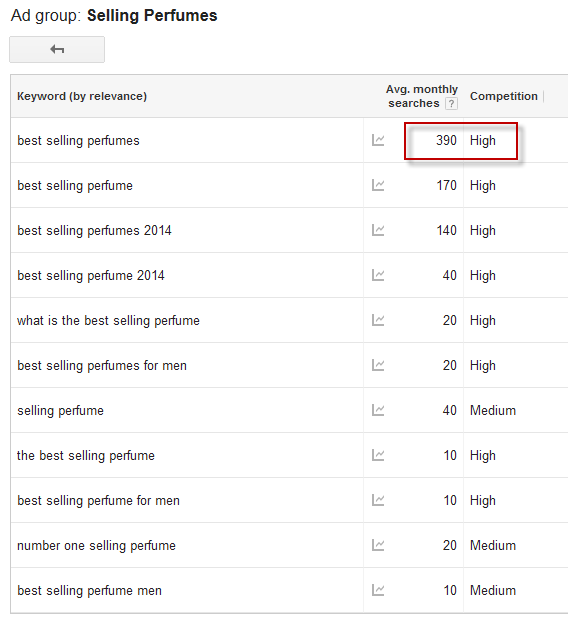 Ad group: Selling Perfumes
Keyword (by relevance) Avg. monthly searches ? Competition
best selling perfumes 390 High
best selling perfume 170 High
best selling perfumes 2014 140 High
best selling perfume 2014 40 High
what is the best selling perfume 20 High
best selling perfumes for men 20 High
selling perfume 40 Medium
the best selling perfume 10 High
best selling perfume for men 10 High
number one selling perfume 20 Medium
best selling perfume men 10 Medium